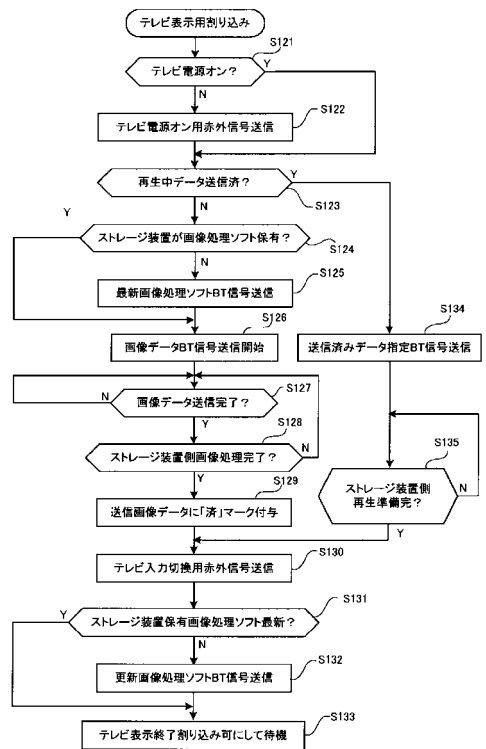 テレビ表示用割り込み
S121
テレビ電源オン？
Y
N
S122
テレビ電源オン用赤外信号送信
再生中データ送信済？
Y
S123
N
Y
ストレージ装置が画像処理ソフト保有？
S124
N
S125
最新画像処理ソフトBT信号送信
S126
画像データBT信号送信開始
S134
送信済みデータ指定BT信号送信
S127
N
画像データ送信完了？
Y
S128
ストレージ装置側画像処理完了？
N
Y
S129
送信画像データに「済」マーク付与
S135
ストレージ装置側
再生準備完？
N
Y
S130
テレビ入力切換用赤外信号送信
S131
Y
ストレージ装置保有画像処理ソフト最新？
N
S132
更新画像処理ソフトBT信号送信
S133
テレビ表示終了割り込み可にして待機